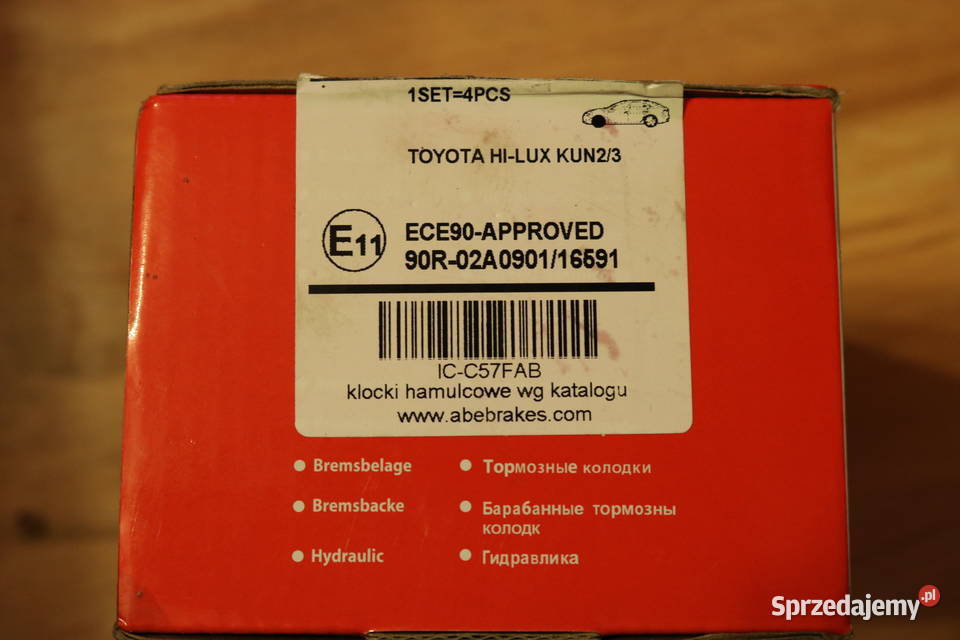 1SET=4PCS
TOYOTA HI-LUX KUN2/3
E11
ECE90-APPROVED
90R-02A0901/16591
IC-C57FAB
klocki hamulcowe wg katalogu
www.abebrakes.com
● Bremsbelage
● Тормозные колодки
● Bremsbacke
● Барабанные тормозны
колодк
● Hydraulic
● Гидравлика
Sprzedajemy.pl